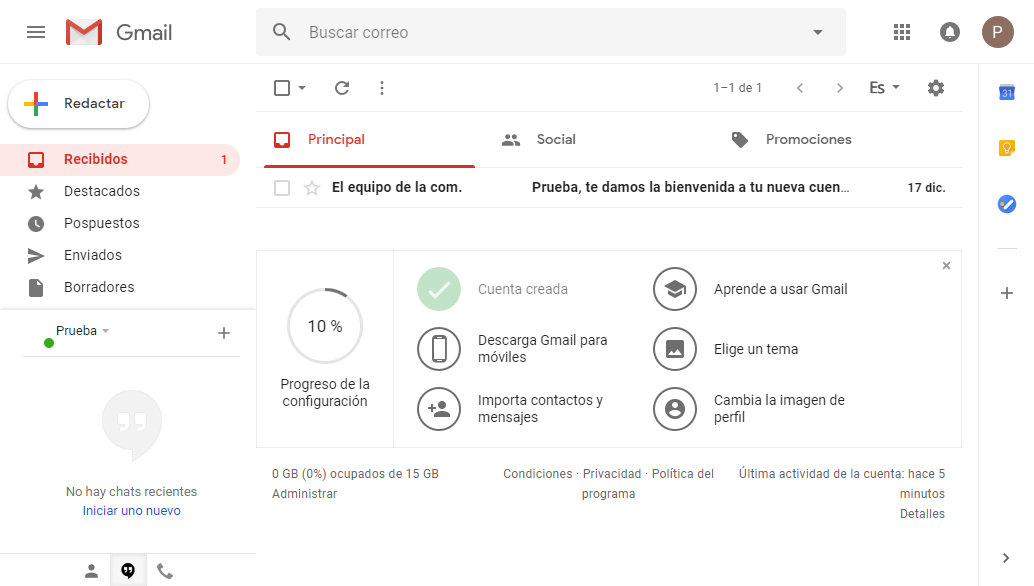 Gmail
Buscar correo
P
Redactar
1–1 de 1
Es
31
Principal
Social
Promociones
Recibidos 1
Destacados
Pospuestos
Enviados
Borradores
El equipo de la com. Prueba, te damos la bienvenida a tu nueva cuen... 17 dic.
10 %
Progreso de la
configuración
Cuenta creada
Aprende a usar Gmail
Descarga Gmail para
móviles
Elige un tema
Importa contactos y
mensajes
Cambia la imagen de
perfil
Prueba
No hay chats recientes
Iniciar uno nuevo
0 GB (0%) ocupados de 15 GB
Administrar
Condiciones · Privacidad · Política del
programa
Última actividad de la cuenta: hace 5
minutos
Detalles